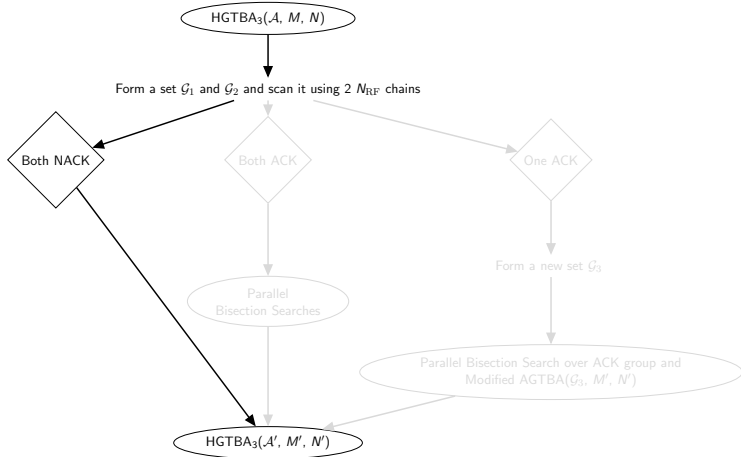 HGTBA₃(𝒜, M, N)
Form a set 𝒢₁ and 𝒢₂ and scan it using 2 N_RF chains
Both NACK
Both ACK
One ACK
Form a new set 𝒢₃
Parallel
Bisection Searches
Parallel Bisection Search over ACK group and
Modified AGTBA(𝒢₃, M′, N′)
HGTBA₃(𝒜′, M′, N′)